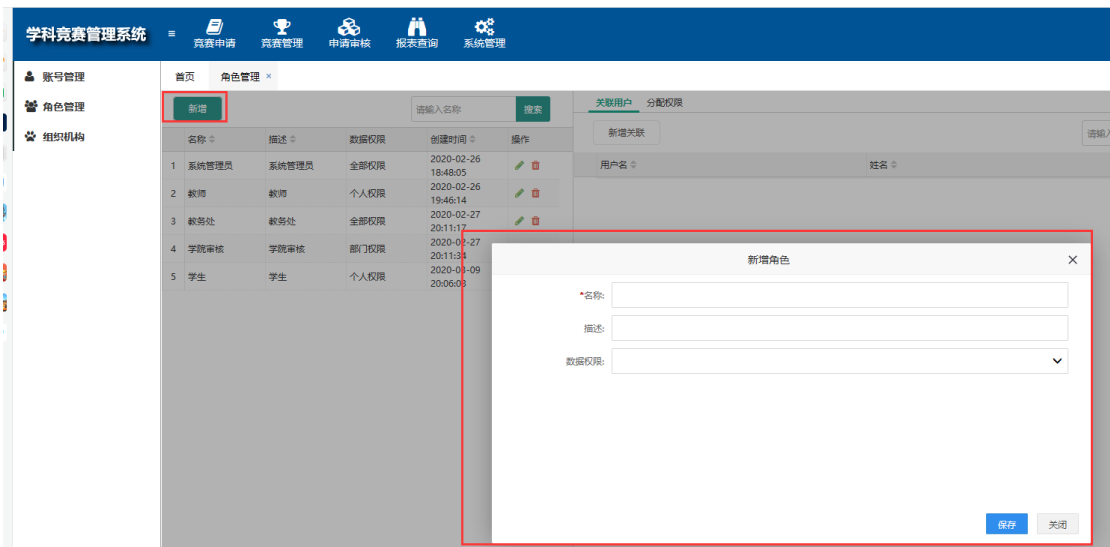 学科竞赛管理系统
竞赛申请 竞赛管理 申请审核 报表查询 系统管理
账号管理
角色管理
组织机构
首页 角色管理 ×
新增 请输入名称 搜索
名称 描述 数据权限 创建时间 操作
1 系统管理员 系统管理员 全部权限 2020-02-26 18:48:05
2 教师 教师 个人权限 2020-02-26 19:46:14
3 教务处 教务处 全部权限 2020-02-27 20:11:17
4 学院审核 学院审核 部门权限 2020-02-27 20:11:34
5 学生 学生 个人权限 2020-03-09 20:06:03
关联用户 分配权限
新增关联 请输入
用户名 姓名
新增角色 ×
*名称:
描述:
数据权限:
保存 关闭